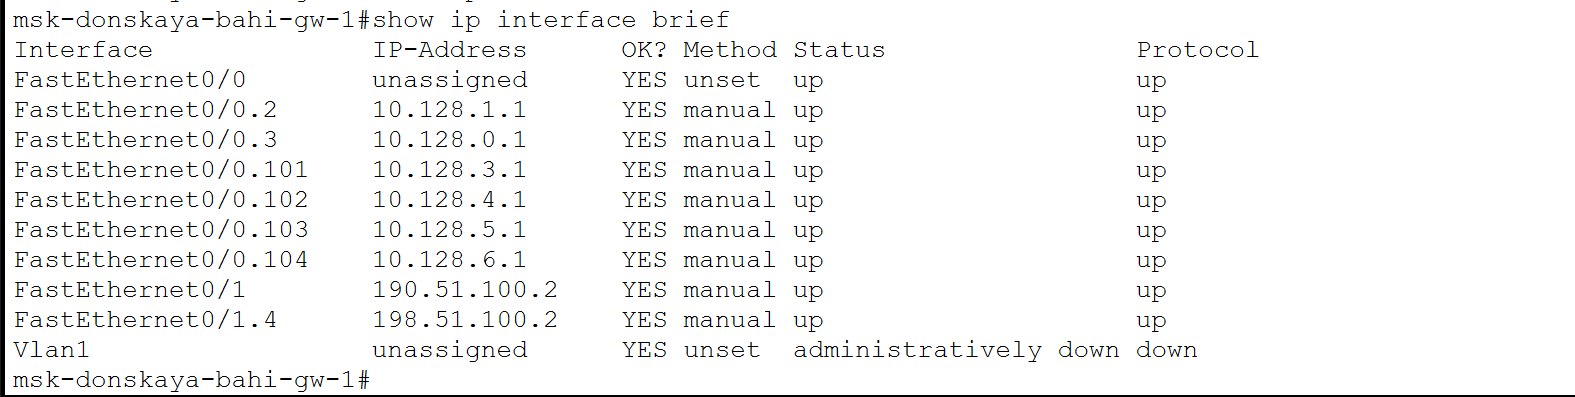 msk-donskaya-bahi-gw-1#show ip interface brief
Interface              IP-Address      OK? Method Status                Protocol
FastEthernet0/0        unassigned      YES unset  up                    up
FastEthernet0/0.2      10.128.1.1      YES manual up                    up
FastEthernet0/0.3      10.128.0.1      YES manual up                    up
FastEthernet0/0.101    10.128.3.1      YES manual up                    up
FastEthernet0/0.102    10.128.4.1      YES manual up                    up
FastEthernet0/0.103    10.128.5.1      YES manual up                    up
FastEthernet0/0.104    10.128.6.1      YES manual up                    up
FastEthernet0/1        190.51.100.2    YES manual up                    up
FastEthernet0/1.4      198.51.100.2    YES manual up                    up
Vlan1                  unassigned      YES unset  administratively down down
msk-donskaya-bahi-gw-1#